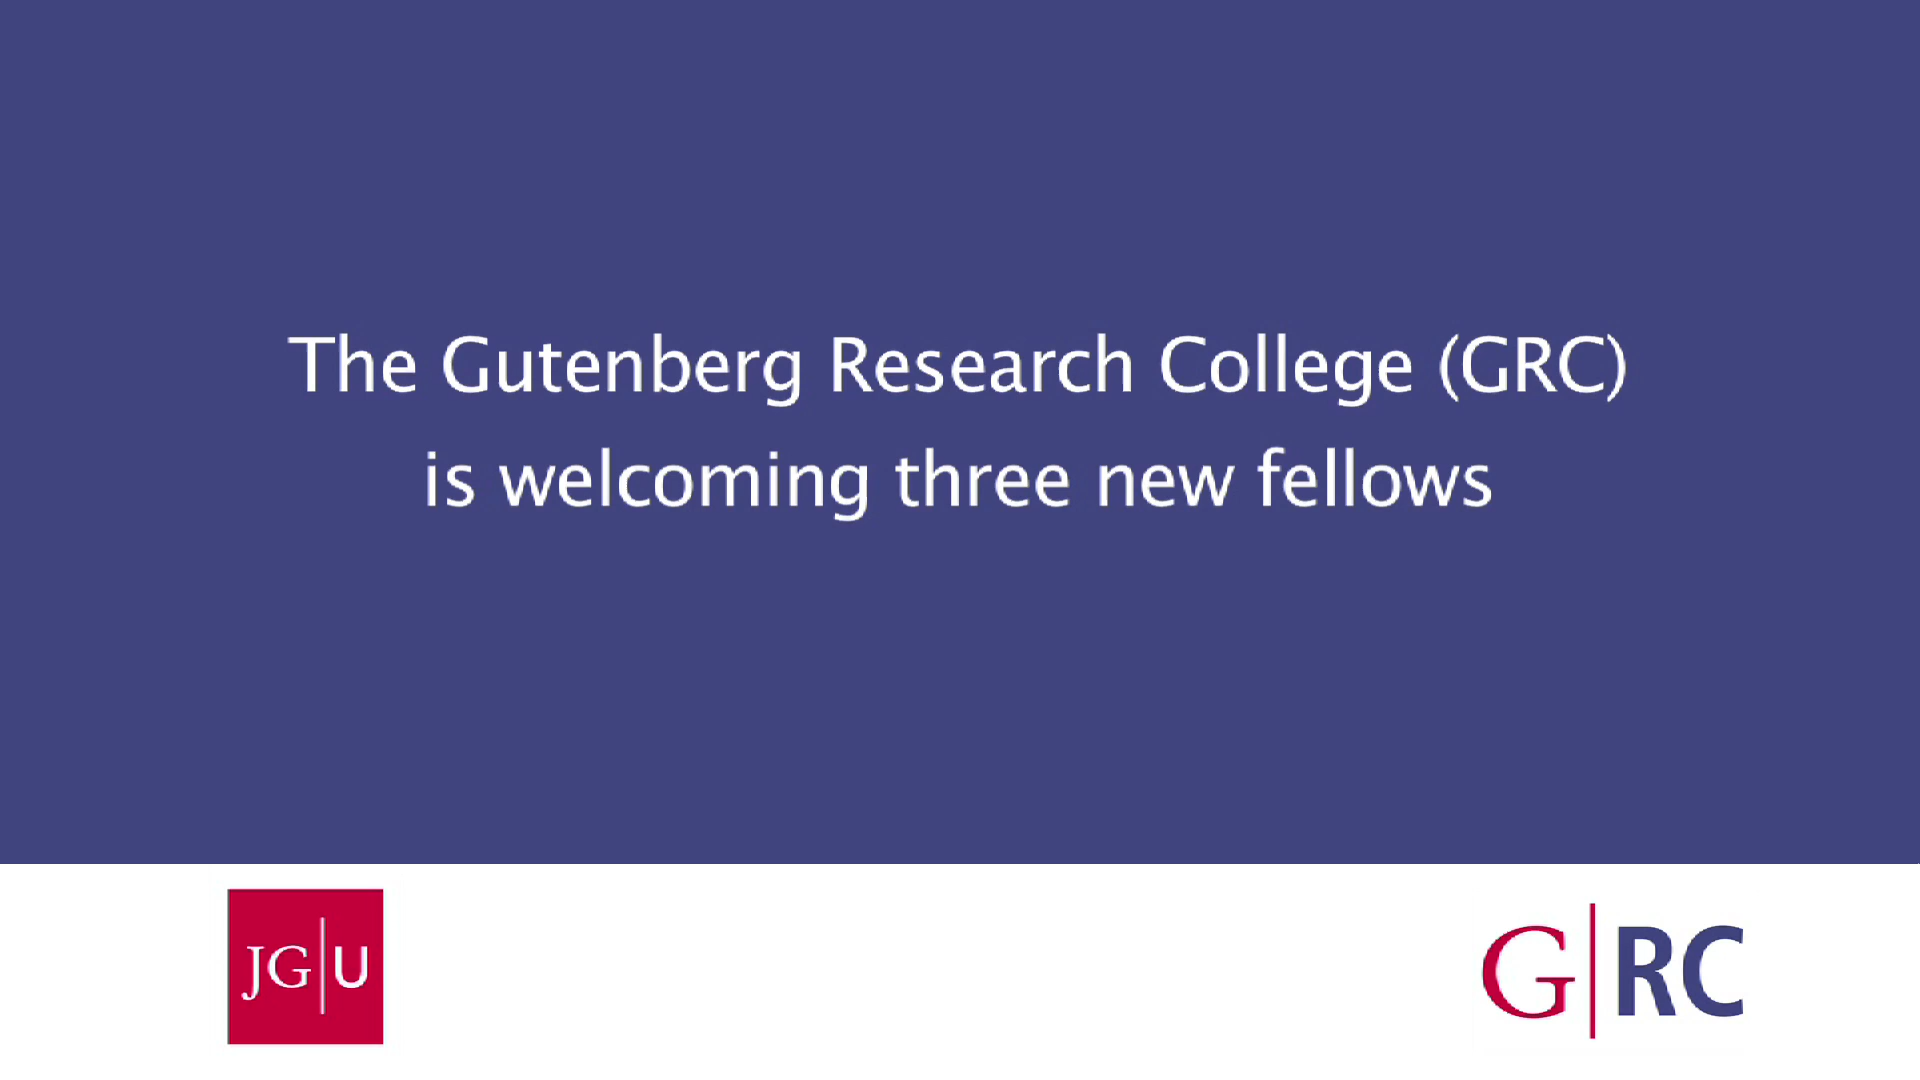 The Gutenberg Research College (GRC)
is welcoming three new fellows
JG|U
G|RC